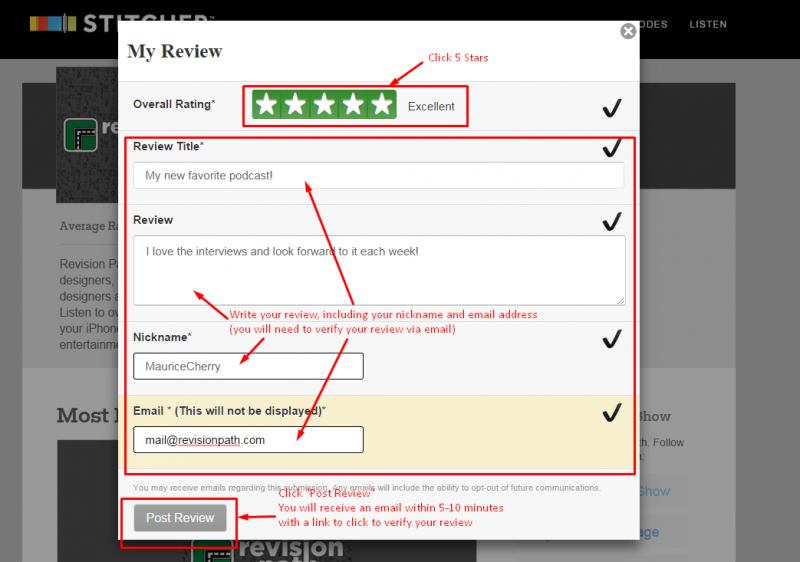 STITCHER
ODES
LISTEN
My Review
Click 5 Stars
Overall Rating*
Excellent
Review Title*
My new favorite podcast!
Review
I love the interviews and look forward to it each week!
Write your review, including your nickname and email address
(you will need to verify your review via email)
Nickname*
MauriceCherry
Email * (This will not be displayed)*
mail@revisionpath.com
You may receive emails regarding this submission. Any emails will include the ability to opt-out of future communications.
Click "Post Review"
You will receive an email within 5-10 minutes
with a link to click to verify your review
Post Review
re
Average Ra
Revision Pa
designers,
designers a
Listen to ov
your iPhone
entertainme
Most
Show
th. Follow
Show
age
revision
path